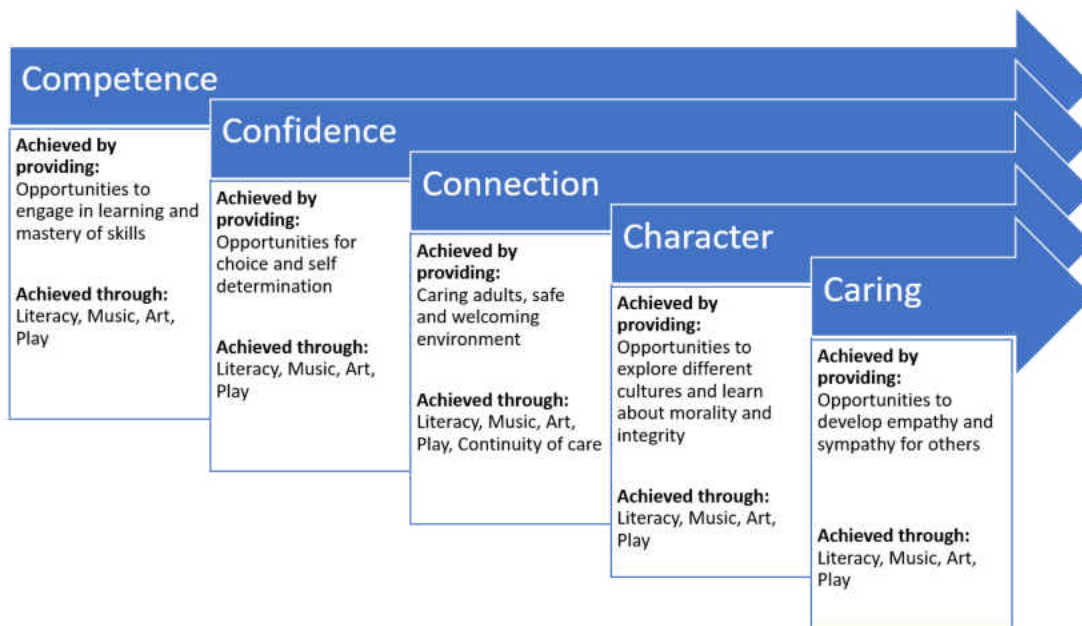 Competence
Achieved by
providing:
Opportunities to
engage in learning and
mastery of skills
Achieved through:
Literacy, Music, Art,
Play
Confidence
Achieved by
providing:
Opportunities for
choice and self
determination
Achieved through:
Literacy, Music, Art,
Play
Connection
Achieved by
providing:
Caring adults, safe
and welcoming
environment
Achieved through:
Literacy, Music, Art,
Play, Continuity of care
Character
Achieved by
providing:
Opportunities to
explore different
cultures and learn
about morality and
integrity
Achieved through:
Literacy, Music, Art,
Play
Caring
Achieved by
providing:
Opportunities to
develop empathy and
sympathy for others
Achieved through:
Literacy, Music, Art,
Play